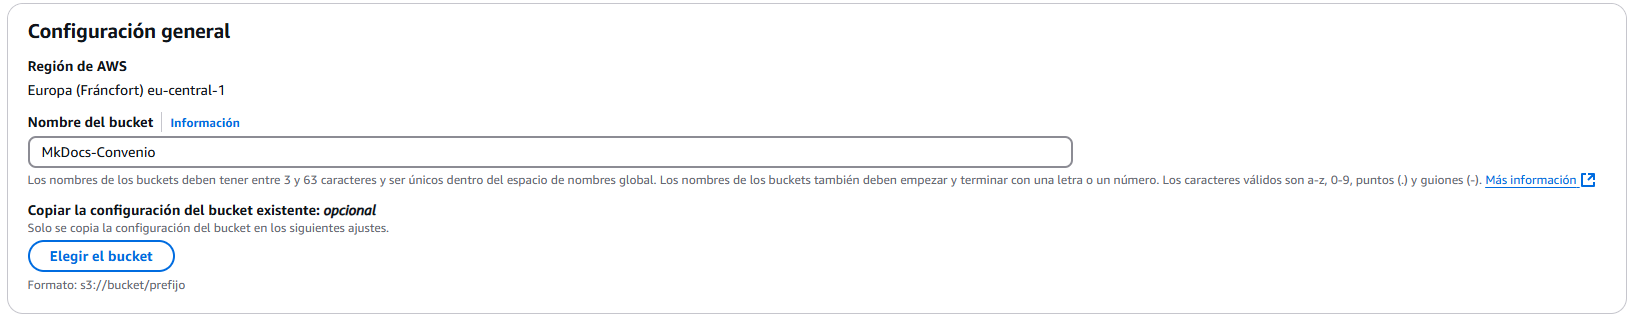 Configuración general
Región de AWS
Europa (Fráncfort) eu-central-1
Nombre del bucket Información
MkDocs-Convenio
Los nombres de los buckets deben tener entre 3 y 63 caracteres y ser únicos dentro del espacio de nombres global. Los nombres de los buckets también deben empezar y terminar con una letra o un número. Los caracteres válidos son a-z, 0-9, puntos (.) y guiones (-). Más información
Copiar la configuración del bucket existente: opcional
Solo se copia la configuración del bucket en los siguientes ajustes.
Elegir el bucket
Formato: s3://bucket/prefijo